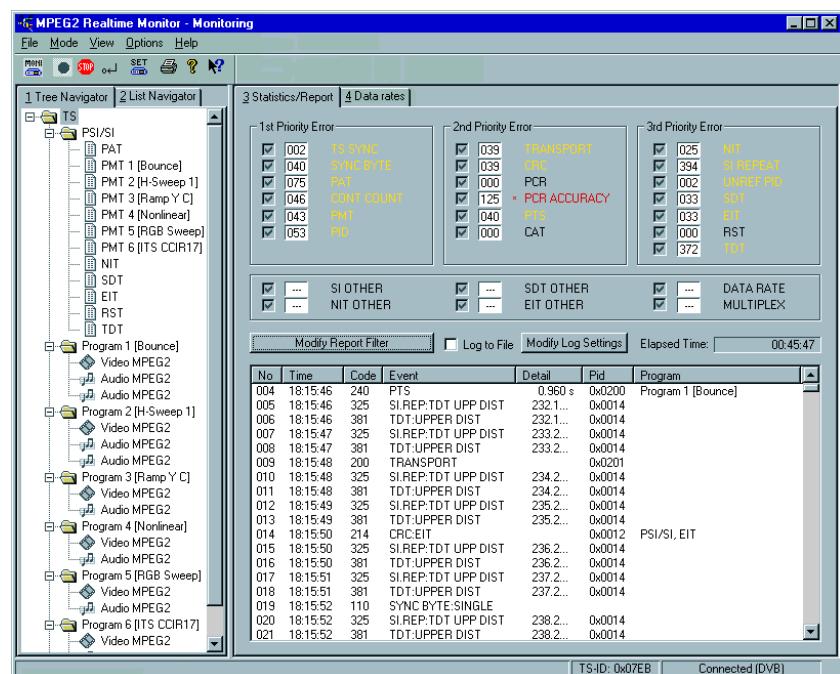 MPEG2 Realtime Monitor - Monitoring
File Mode View Options Help
MONI STOP SET
1 Tree Navigator 2 List Navigator
TS
PSI/SI
PAT
PMT 1 [Bounce]
PMT 2 [H-Sweep 1]
PMT 3 [Ramp Y C]
PMT 4 [Nonlinear]
PMT 5 [RGB Sweep]
PMT 6 [ITS CCIR17]
NIT
SDT
EIT
RST
TDT
Program 1 [Bounce]
Video MPEG2
Audio MPEG2
Audio MPEG2
Program 2 [H-Sweep 1]
Video MPEG2
Audio MPEG2
Audio MPEG2
Program 3 [Ramp Y C]
Video MPEG2
Audio MPEG2
Program 4 [Nonlinear]
Video MPEG2
Audio MPEG2
Program 5 [RGB Sweep]
Video MPEG2
Audio MPEG2
Program 6 [ITS CCIR17]
Video MPEG2
3 Statistics/Report 4 Data rates
1st Priority Error
002 TS SYNC
040 SYNC BYTE
075 PAT
046 CONT COUNT
043 PMT
053 PID
2nd Priority Error
039 TRANSPORT
039 CRC
000 PCR
125 * PCR ACCURACY
040 PTS
000 CAT
3rd Priority Error
025 NIT
394 SI REPEAT
002 UNREF PID
033 SDT
033 EIT
000 RST
372 TDT
--- SI OTHER --- SDT OTHER --- DATA RATE
--- NIT OTHER --- EIT OTHER --- MULTIPLEX
Modify Report Filter Log to File Modify Log Settings Elapsed Time: 00:45:47
No Time Code Event Detail Pid Program
004 18:15:46 240 PTS 0.960 s 0x0200 Program 1 [Bounce]
005 18:15:46 325 SI.REP:TDT UPP DIST 232.1... 0x0014
006 18:15:46 381 TDT:UPPER DIST 232.1... 0x0014
007 18:15:47 325 SI.REP:TDT UPP DIST 233.2... 0x0014
008 18:15:47 381 TDT:UPPER DIST 233.2... 0x0014
009 18:15:48 200 TRANSPORT 0x0201
010 18:15:48 325 SI.REP:TDT UPP DIST 234.2... 0x0014
011 18:15:48 381 TDT:UPPER DIST 234.2... 0x0014
012 18:15:49 325 SI.REP:TDT UPP DIST 235.2... 0x0014
013 18:15:49 381 TDT:UPPER DIST 235.2... 0x0014
014 18:15:50 214 CRC:EIT 0x0012 PSI/SI, EIT
015 18:15:50 325 SI.REP:TDT UPP DIST 236.2... 0x0014
016 18:15:50 381 TDT:UPPER DIST 236.2... 0x0014
017 18:15:51 325 SI.REP:TDT UPP DIST 237.2... 0x0014
018 18:15:51 381 TDT:UPPER DIST 237.2... 0x0014
019 18:15:52 110 SYNC BYTE:SINGLE
020 18:15:52 325 SI.REP:TDT UPP DIST 238.2... 0x0014
021 18:15:52 381 TDT:UPPER DIST 238.2... 0x0014
TS-ID: 0x07EB Connected (DVB)